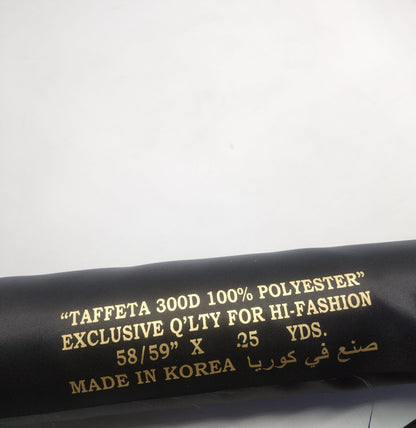 “TAFFETA 300D 100% POLYESTER”
EXCLUSIVE Q’LTY FOR HI-FASHION
58/59” X 25 YDS.
MADE IN KOREA صنع في كوريا